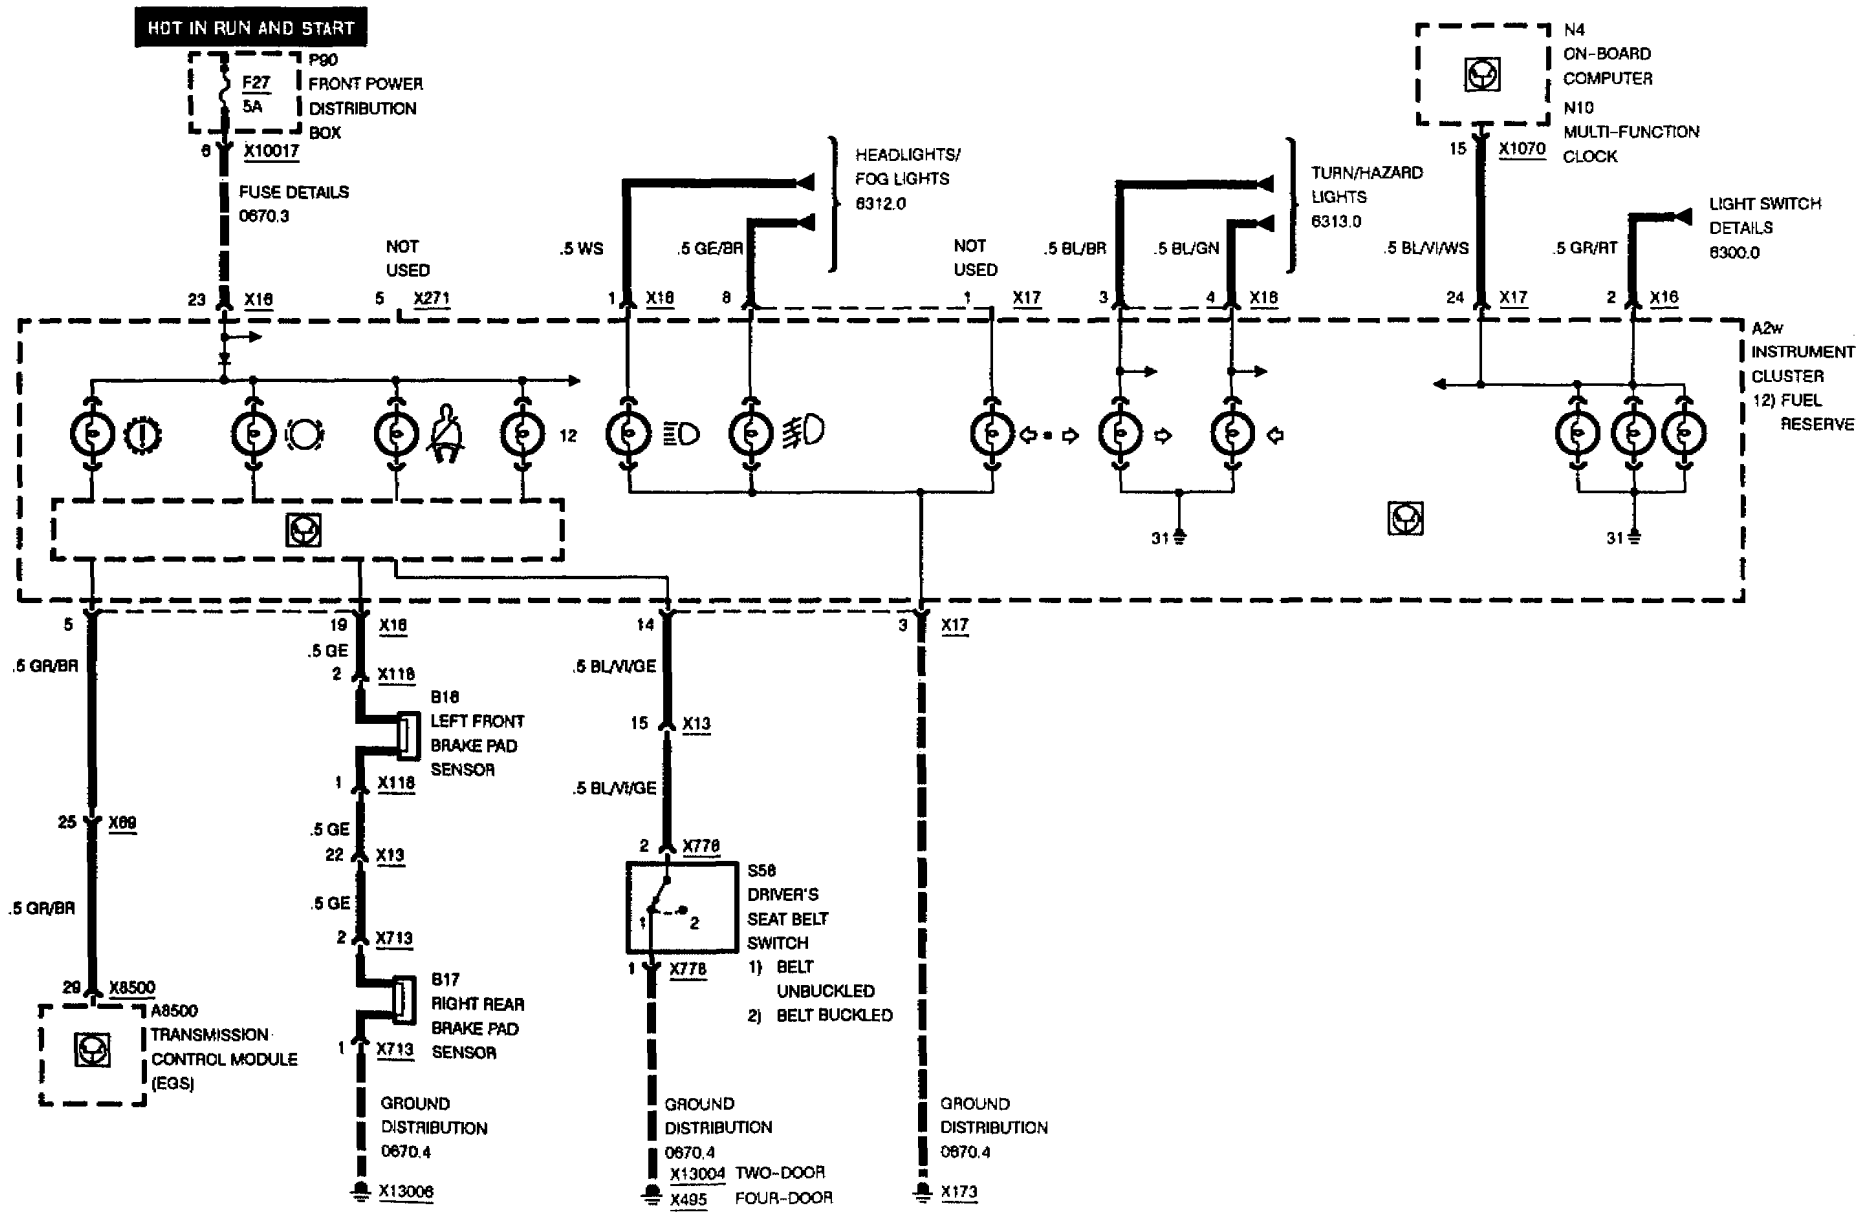 HOT IN RUN AND START
P90
FRONT POWER
DISTRIBUTION
BOX
F27
5A
6 X10017
FUSE DETAILS
0670.3
23 X16
NOT
USED
5 X271
HEADLIGHTS/
FOG LIGHTS
6312.0
.5 WS
.5 GE/BR
1 X16
8
NOT
USED
1 X17
TURN/HAZARD
LIGHTS
6313.0
.5 BL/BR
.5 BL/GN
3
4 X16
N4
ON-BOARD
COMPUTER
N10
MULTI-FUNCTION
CLOCK
15 X1070
.5 BL/VI/WS
24 X17
LIGHT SWITCH
DETAILS
6300.0
.5 GR/RT
2 X16
A2w
INSTRUMENT
CLUSTER
12) FUEL
RESERVE
12
31
31
5
19 X16
14
3 X17
.5 GR/BR
25 X69
.5 GR/BR
29 X8500
A8500
TRANSMISSION
CONTROL MODULE
(EGS)
.5 GE
2 X118
B18
LEFT FRONT
BRAKE PAD
SENSOR
1 X118
.5 GE
22 X13
.5 GE
2 X713
B17
RIGHT REAR
BRAKE PAD
SENSOR
1 X713
GROUND
DISTRIBUTION
0670.4
X13006
.5 BL/VI/GE
15 X13
.5 BL/VI/GE
2 X778
S58
DRIVER'S
SEAT BELT
SWITCH
1) BELT
UNBUCKLED
2) BELT BUCKLED
1 2
1 X778
GROUND
DISTRIBUTION
0670.4
X13004 TWO-DOOR
X495 FOUR-DOOR
GROUND
DISTRIBUTION
0670.4
X173